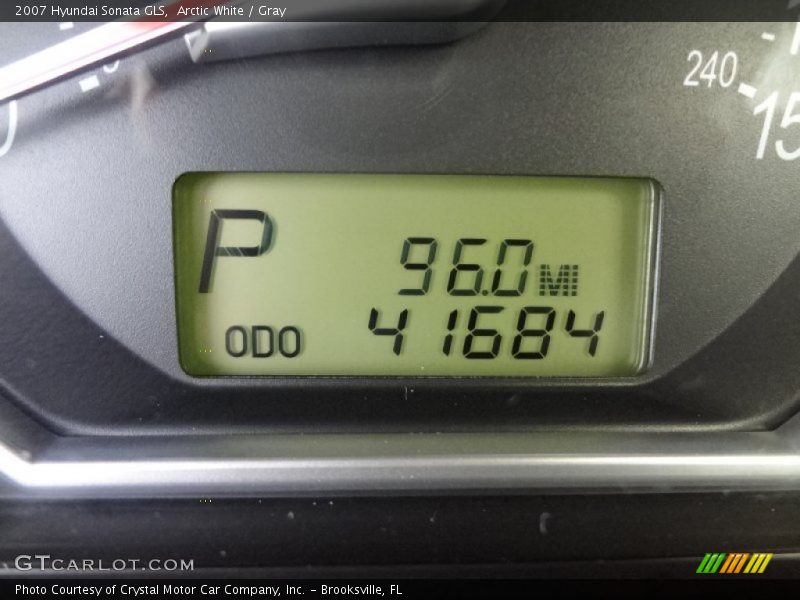 2007 Hyundai Sonata GLS, Arctic White / Gray
240
15
P
96.0 MI
ODO 41684
GTCARLOT.COM
Photo Courtesy of Crystal Motor Car Company, Inc. – Brooksville, FL